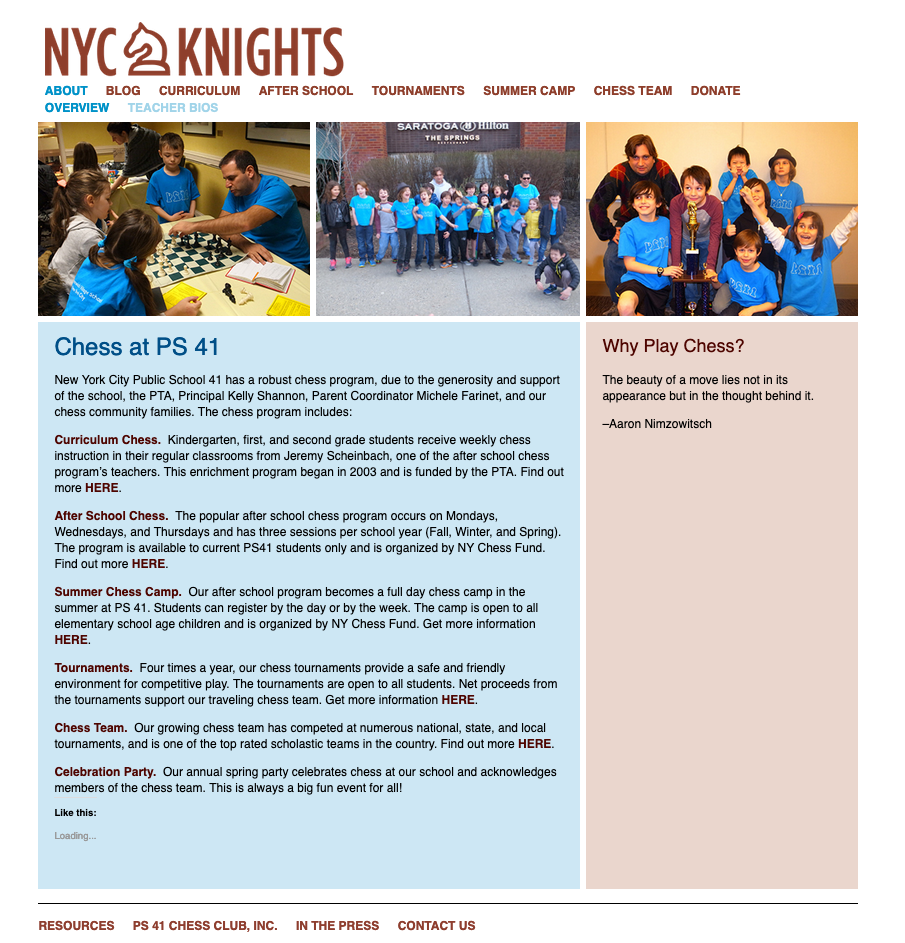 NYC KNIGHTS
ABOUT BLOG CURRICULUM AFTER SCHOOL TOURNAMENTS SUMMER CAMP CHESS TEAM DONATE
OVERVIEW TEACHER BIOS
SARATOGA Hilton
THE SPRINGS
RESTAURANT
Chess at PS 41
New York City Public School 41 has a robust chess program, due to the generosity and support
of the school, the PTA, Principal Kelly Shannon, Parent Coordinator Michele Farinet, and our
chess community families. The chess program includes:
Curriculum Chess. Kindergarten, first, and second grade students receive weekly chess
instruction in their regular classrooms from Jeremy Scheinbach, one of the after school chess
program’s teachers. This enrichment program began in 2003 and is funded by the PTA. Find out
more HERE.
After School Chess. The popular after school chess program occurs on Mondays,
Wednesdays, and Thursdays and has three sessions per school year (Fall, Winter, and Spring).
The program is available to current PS41 students only and is organized by NY Chess Fund.
Find out more HERE.
Summer Chess Camp. Our after school program becomes a full day chess camp in the
summer at PS 41. Students can register by the day or by the week. The camp is open to all
elementary school age children and is organized by NY Chess Fund. Get more information
HERE.
Tournaments. Four times a year, our chess tournaments provide a safe and friendly
environment for competitive play. The tournaments are open to all students. Net proceeds from
the tournaments support our traveling chess team. Get more information HERE.
Chess Team. Our growing chess team has competed at numerous national, state, and local
tournaments, and is one of the top rated scholastic teams in the country. Find out more HERE.
Celebration Party. Our annual spring party celebrates chess at our school and acknowledges
members of the chess team. This is always a big fun event for all!
Like this:
Loading...
Why Play Chess?
The beauty of a move lies not in its
appearance but in the thought behind it.
–Aaron Nimzowitsch
RESOURCES PS 41 CHESS CLUB, INC. IN THE PRESS CONTACT US